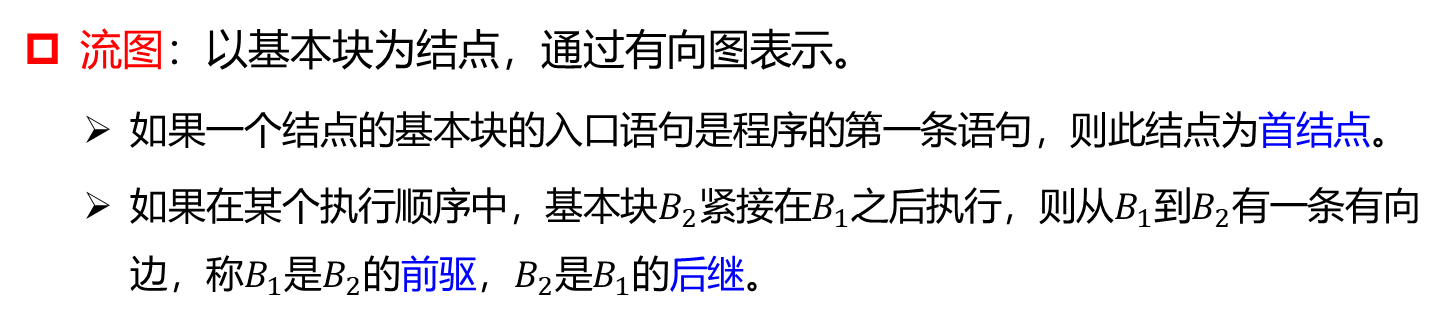 流图：以基本块为结点，通过有向图表示。
如果一个结点的基本块的入口语句是程序的第一条语句，则此结点为首结点。
如果在某个执行顺序中，基本块B₂紧接在B₁之后执行，则从B₁到B₂有一条有向
边，称B₁是B₂的前驱，B₂是B₁的后继。